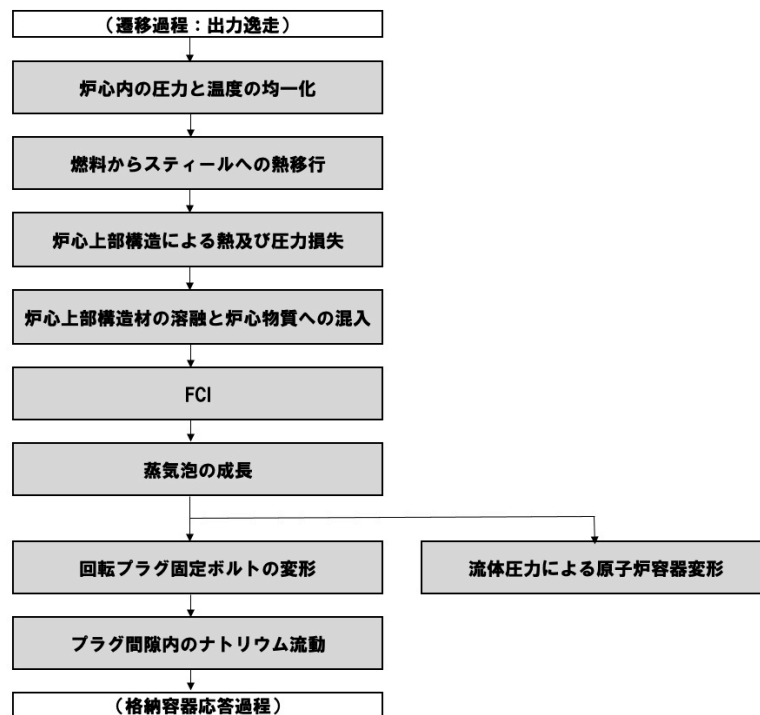 （遷移過程：出力逸走）
炉心内の圧力と温度の均一化
燃料からスティールへの熱移行
炉心上部構造による熱及び圧力損失
炉心上部構造材の溶融と炉心物質への混入
FCI
蒸気泡の成長
回転プラグ固定ボルトの変形
流体圧力による原子炉容器変形
プラグ間隙内のナトリウム流動
（格納容器応答過程）